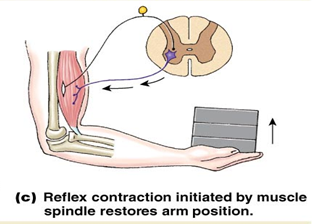 (c) Reflex contraction initiated by muscle
spindle restores arm position.